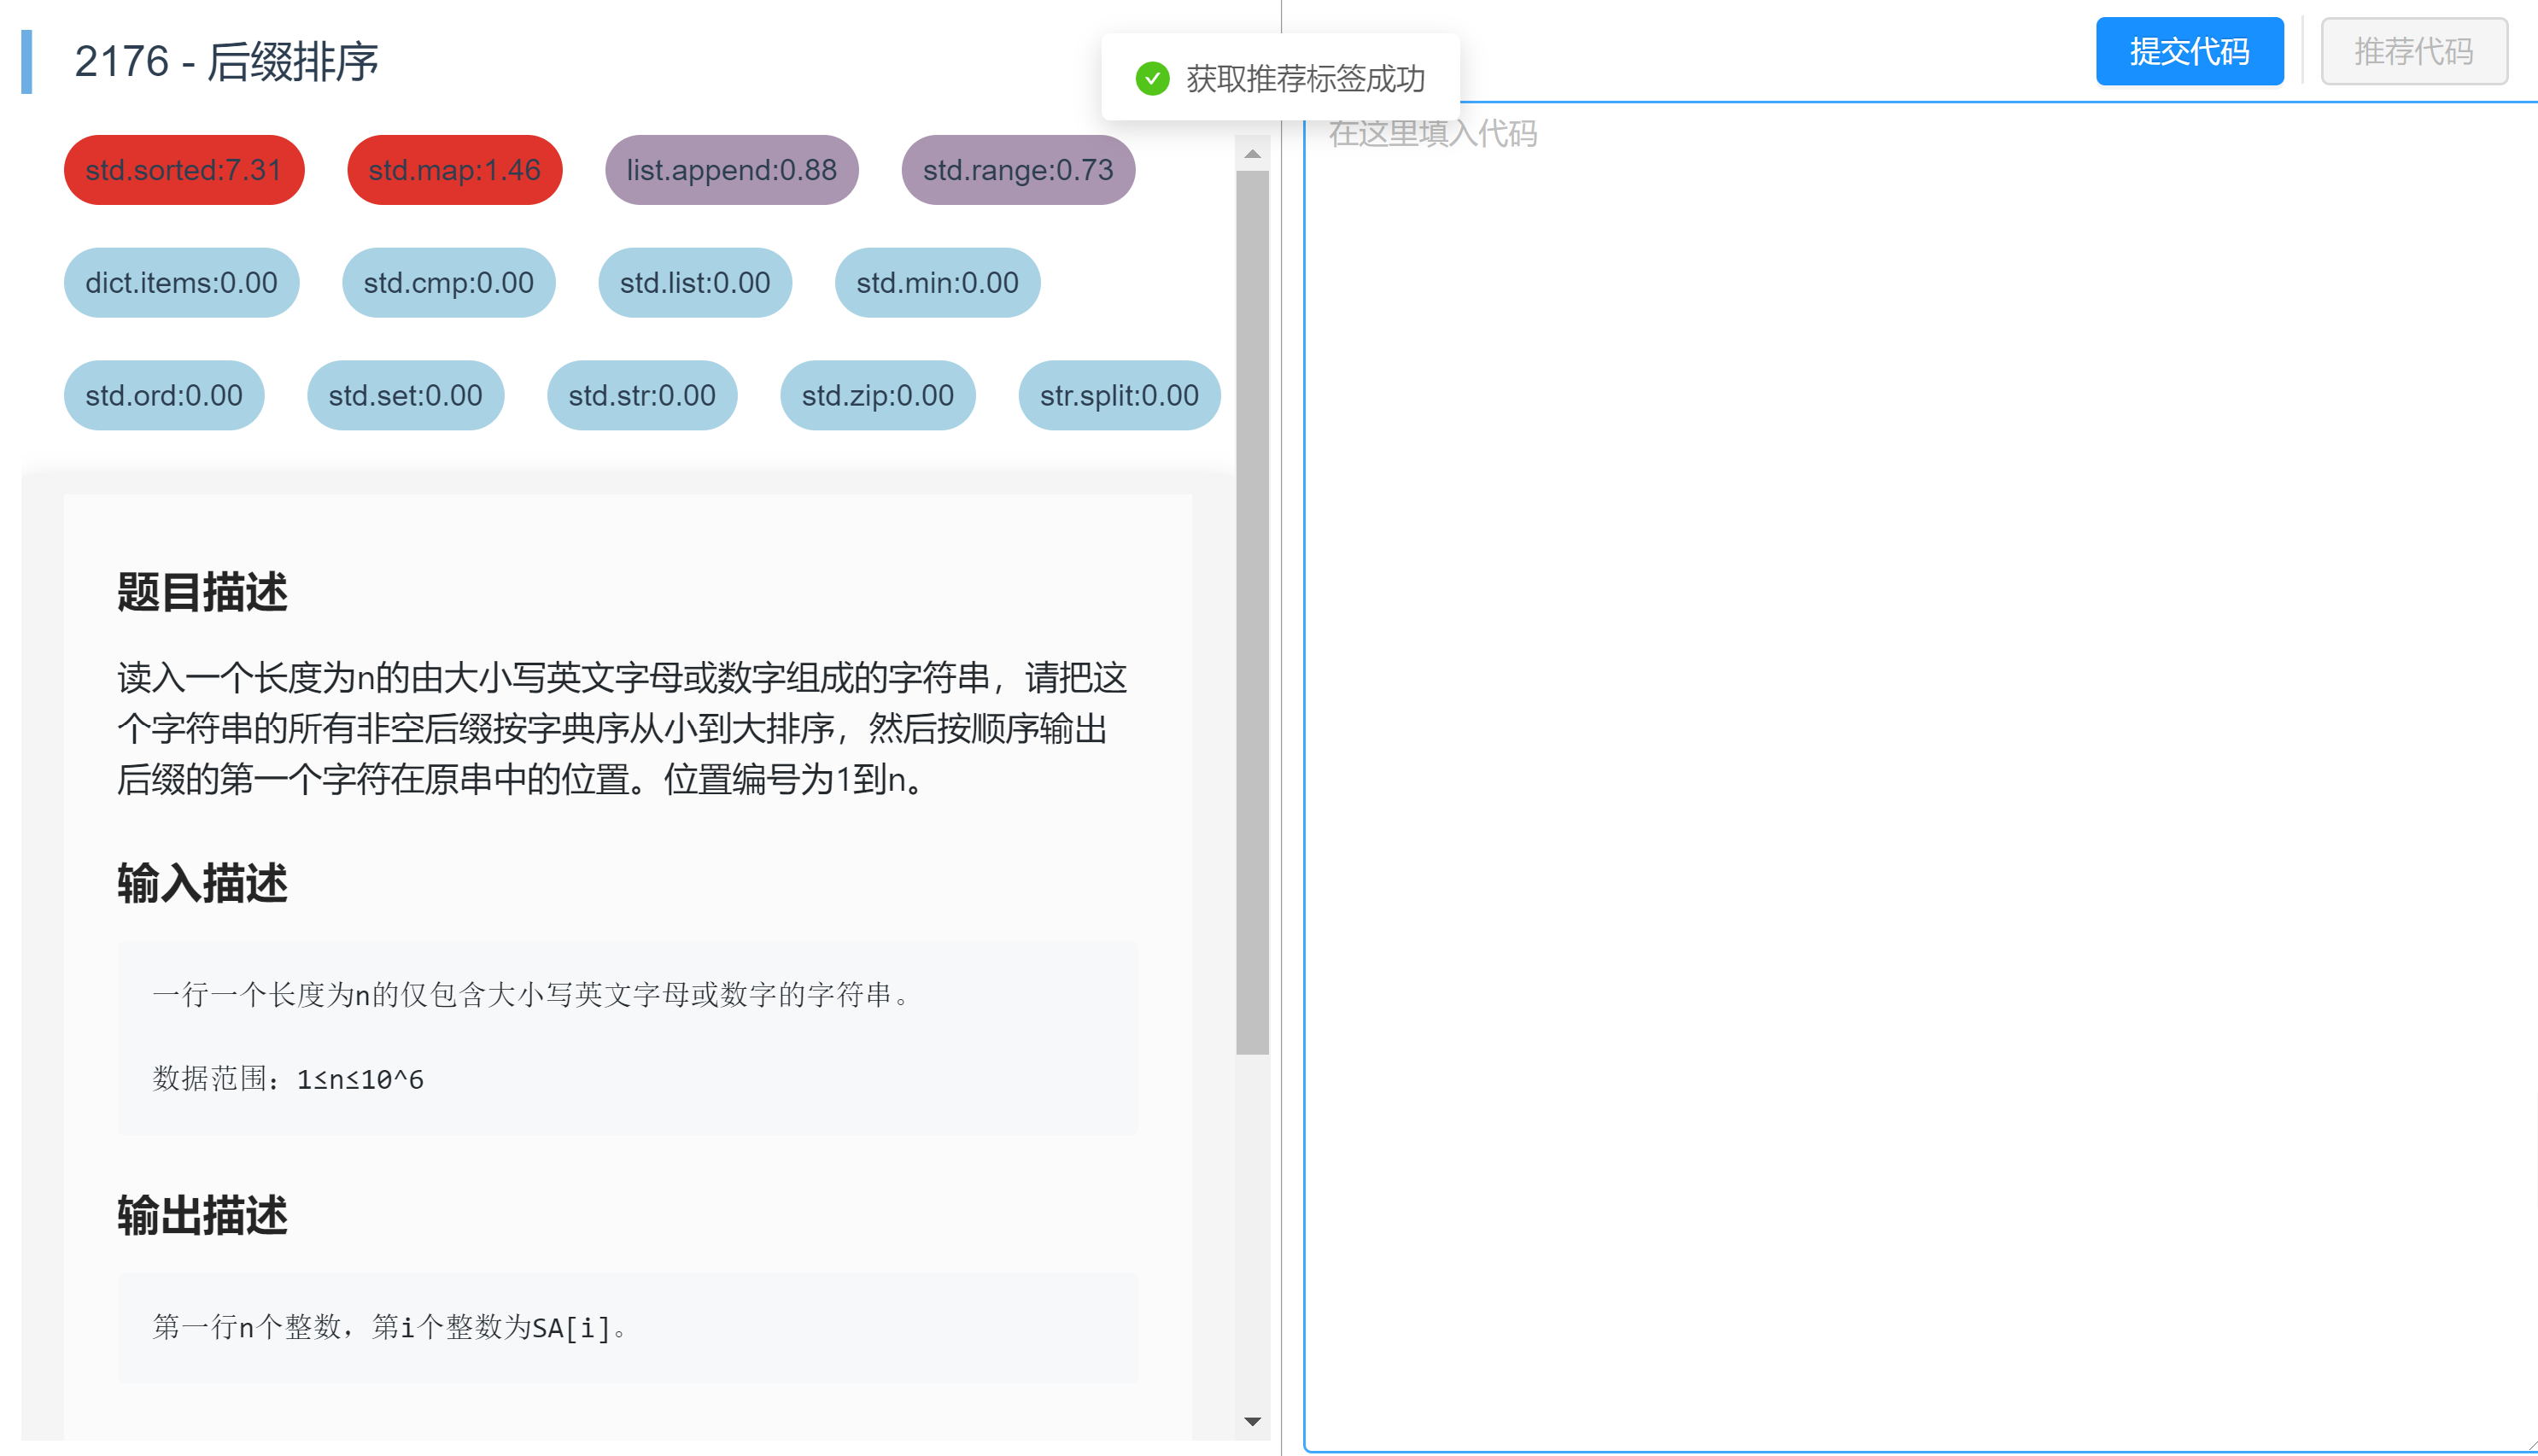 2176 - 后缀排序
获取推荐标签成功
提交代码
推荐代码
std.sorted:7.31
std.map:1.46
list.append:0.88
std.range:0.73
dict.items:0.00
std.cmp:0.00
std.list:0.00
std.min:0.00
std.ord:0.00
std.set:0.00
std.str:0.00
std.zip:0.00
str.split:0.00
题目描述
读入一个长度为n的由大小写英文字母或数字组成的字符串，请把这
个字符串的所有非空后缀按字典序从小到大排序，然后按顺序输出
后缀的第一个字符在原串中的位置。位置编号为1到n。
输入描述
一行一个长度为n的仅包含大小写英文字母或数字的字符串。
数据范围：1≤n≤10^6
输出描述
第一行n个整数，第i个整数为SA[i]。
在这里填入代码